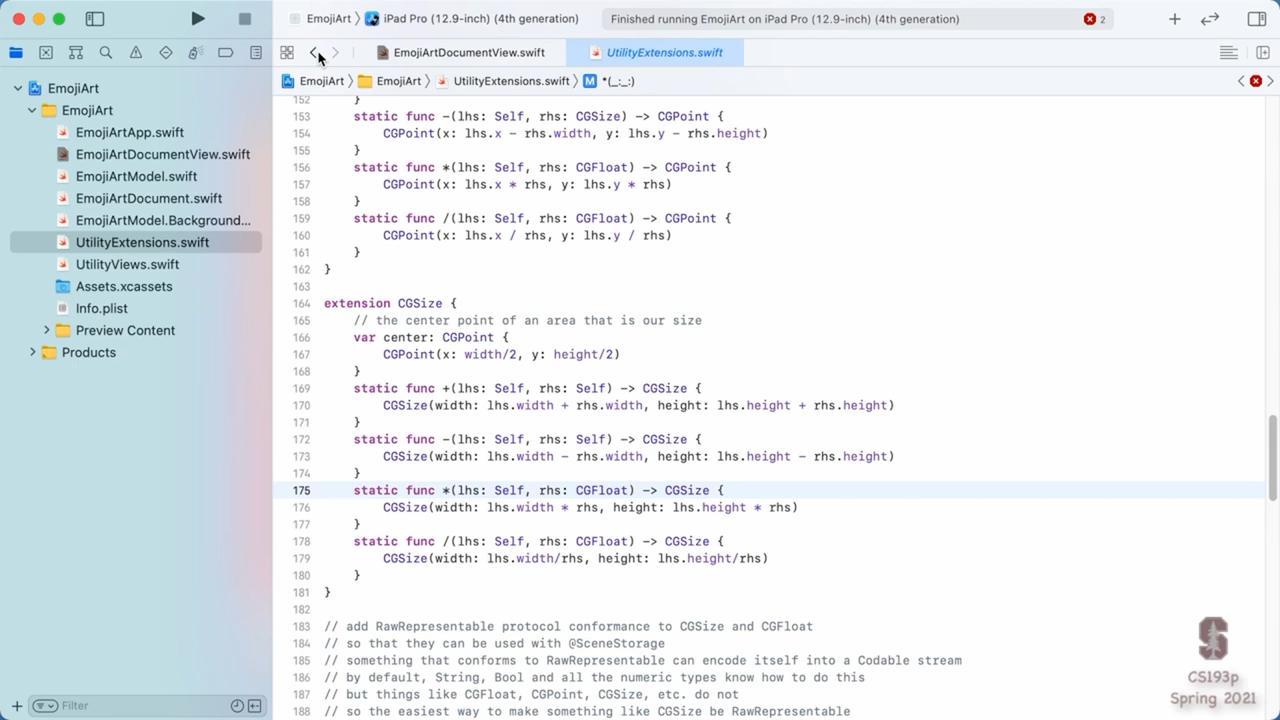 EmojiArt
iPad Pro (12.9-inch) (4th generation)
Finished running EmojiArt on iPad Pro (12.9-inch) (4th generation)
2
EmojiArtDocumentView.swift
UtilityExtensions.swift
EmojiArt
EmojiArt
UtilityExtensions.swift
M
*(_:_:)
EmojiArt
EmojiArt
EmojiArtApp.swift
EmojiArtDocumentView.swift
EmojiArtModel.swift
EmojiArtDocument.swift
EmojiArtModel.Background...
UtilityExtensions.swift
UtilityViews.swift
Assets.xcassets
Info.plist
Preview Content
Products
Filter
152 }
153 static func -(lhs: Self, rhs: CGSize) -> CGPoint {
154 CGPoint(x: lhs.x - rhs.width, y: lhs.y - rhs.height)
155 }
156 static func *(lhs: Self, rhs: CGFloat) -> CGPoint {
157 CGPoint(x: lhs.x * rhs, y: lhs.y * rhs)
158 }
159 static func /(lhs: Self, rhs: CGFloat) -> CGPoint {
160 CGPoint(x: lhs.x / rhs, y: lhs.y / rhs)
161 }
162 }
163
164 extension CGSize {
165 // the center point of an area that is our size
166 var center: CGPoint {
167 CGPoint(x: width/2, y: height/2)
168 }
169 static func +(lhs: Self, rhs: Self) -> CGSize {
170 CGSize(width: lhs.width + rhs.width, height: lhs.height + rhs.height)
171 }
172 static func -(lhs: Self, rhs: Self) -> CGSize {
173 CGSize(width: lhs.width - rhs.width, height: lhs.height - rhs.height)
174 }
175 static func *(lhs: Self, rhs: CGFloat) -> CGSize {
176 CGSize(width: lhs.width * rhs, height: lhs.height * rhs)
177 }
178 static func /(lhs: Self, rhs: CGFloat) -> CGSize {
179 CGSize(width: lhs.width/rhs, height: lhs.height/rhs)
180 }
181 }
182
183 // add RawRepresentable protocol conformance to CGSize and CGFloat
184 // so that they can be used with @SceneStorage
185 // something that conforms to RawRepresentable can encode itself into a Codable stream
186 // by default, String, Bool and all the numeric types know how to do this
187 // but things like CGFloat, CGPoint, CGSize, etc. do not
188 // so the easiest way to make something like CGSize be RawRepresentable
S
CS193p
Spring 2021